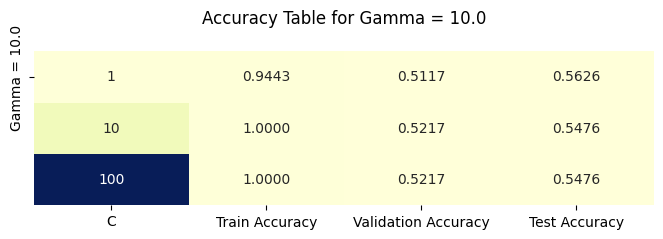 Accuracy Table for Gamma = 10.0
Gamma = 10.0
1 0.9443 0.5117 0.5626
10 1.0000 0.5217 0.5476
100 1.0000 0.5217 0.5476
C Train Accuracy Validation Accuracy Test Accuracy